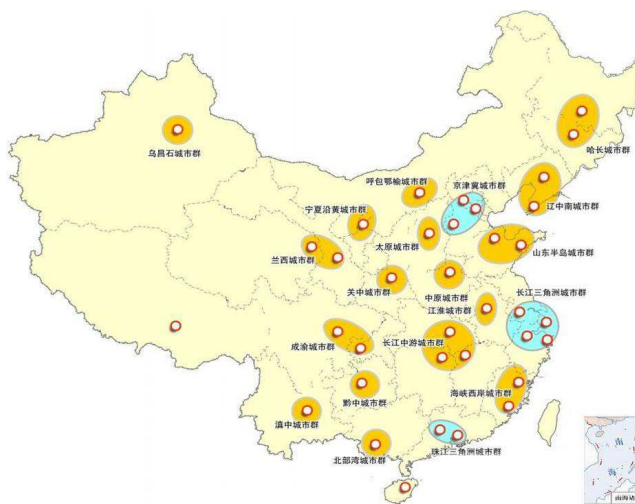 哈长城市群
乌昌石城市群
呼包鄂榆城市群
京津冀城市群
辽中南城市群
宁夏沿黄城市群
太原城市群
山东半岛城市群
兰西城市群
关中城市群
中原城市群
长江三角洲城市群
江淮城市群
成渝城市群
长江中游城市群
黔中城市群
海峡西岸城市群
滇中城市群
北部湾城市群
珠江三角洲城市群
南
海